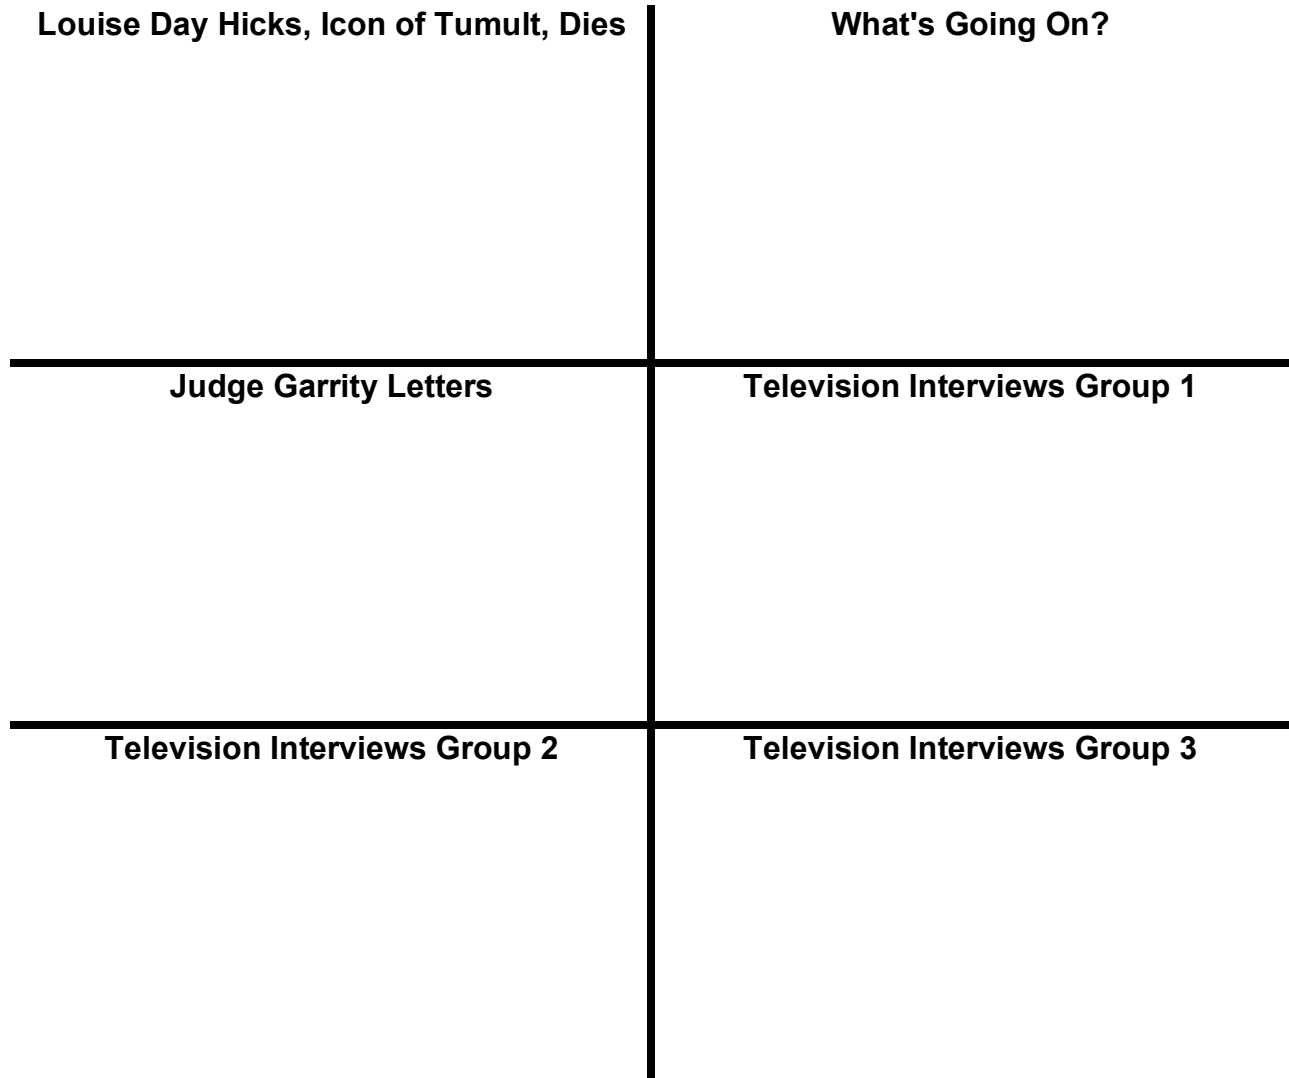 Louise Day Hicks, Icon of Tumult, Dies
What's Going On?
Judge Garrity Letters
Television Interviews Group 1
Television Interviews Group 2
Television Interviews Group 3